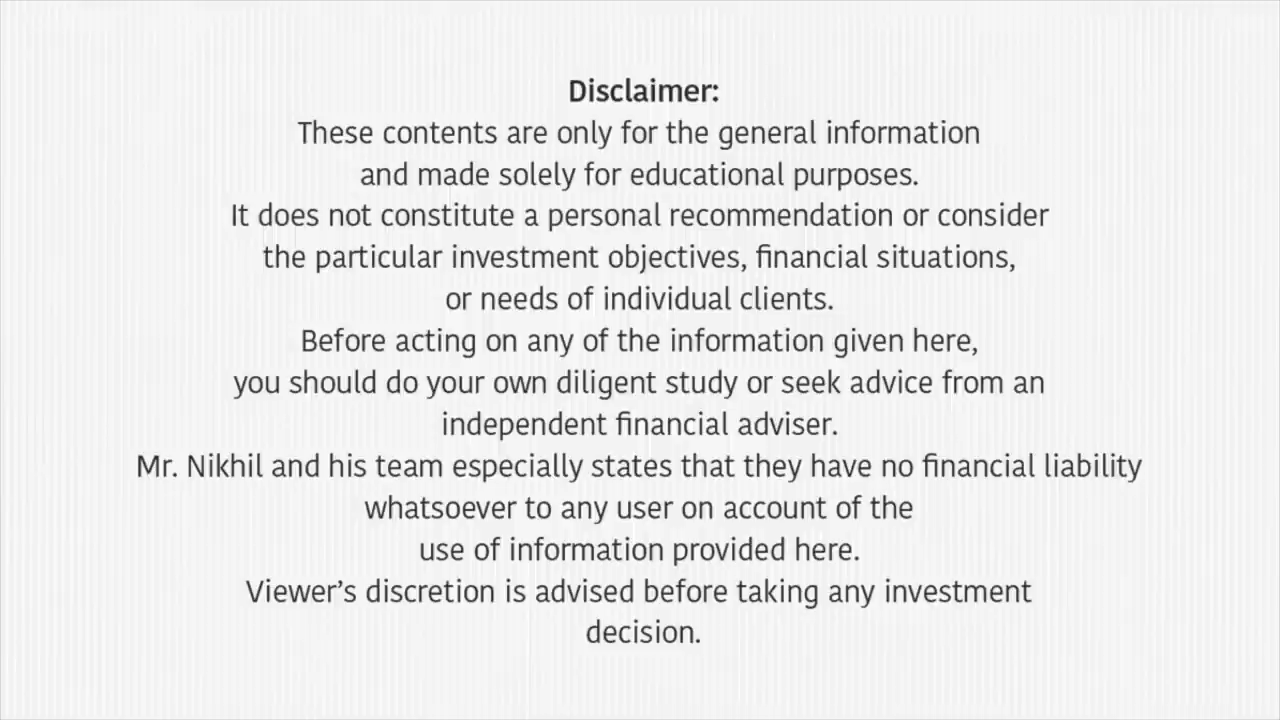 Disclaimer:
These contents are only for the general information
and made solely for educational purposes.
It does not constitute a personal recommendation or consider
the particular investment objectives, financial situations,
or needs of individual clients.
Before acting on any of the information given here,
you should do your own diligent study or seek advice from an
independent financial adviser.
Mr. Nikhil and his team especially states that they have no financial liability
whatsoever to any user on account of the
use of information provided here.
Viewer’s discretion is advised before taking any investment
decision.